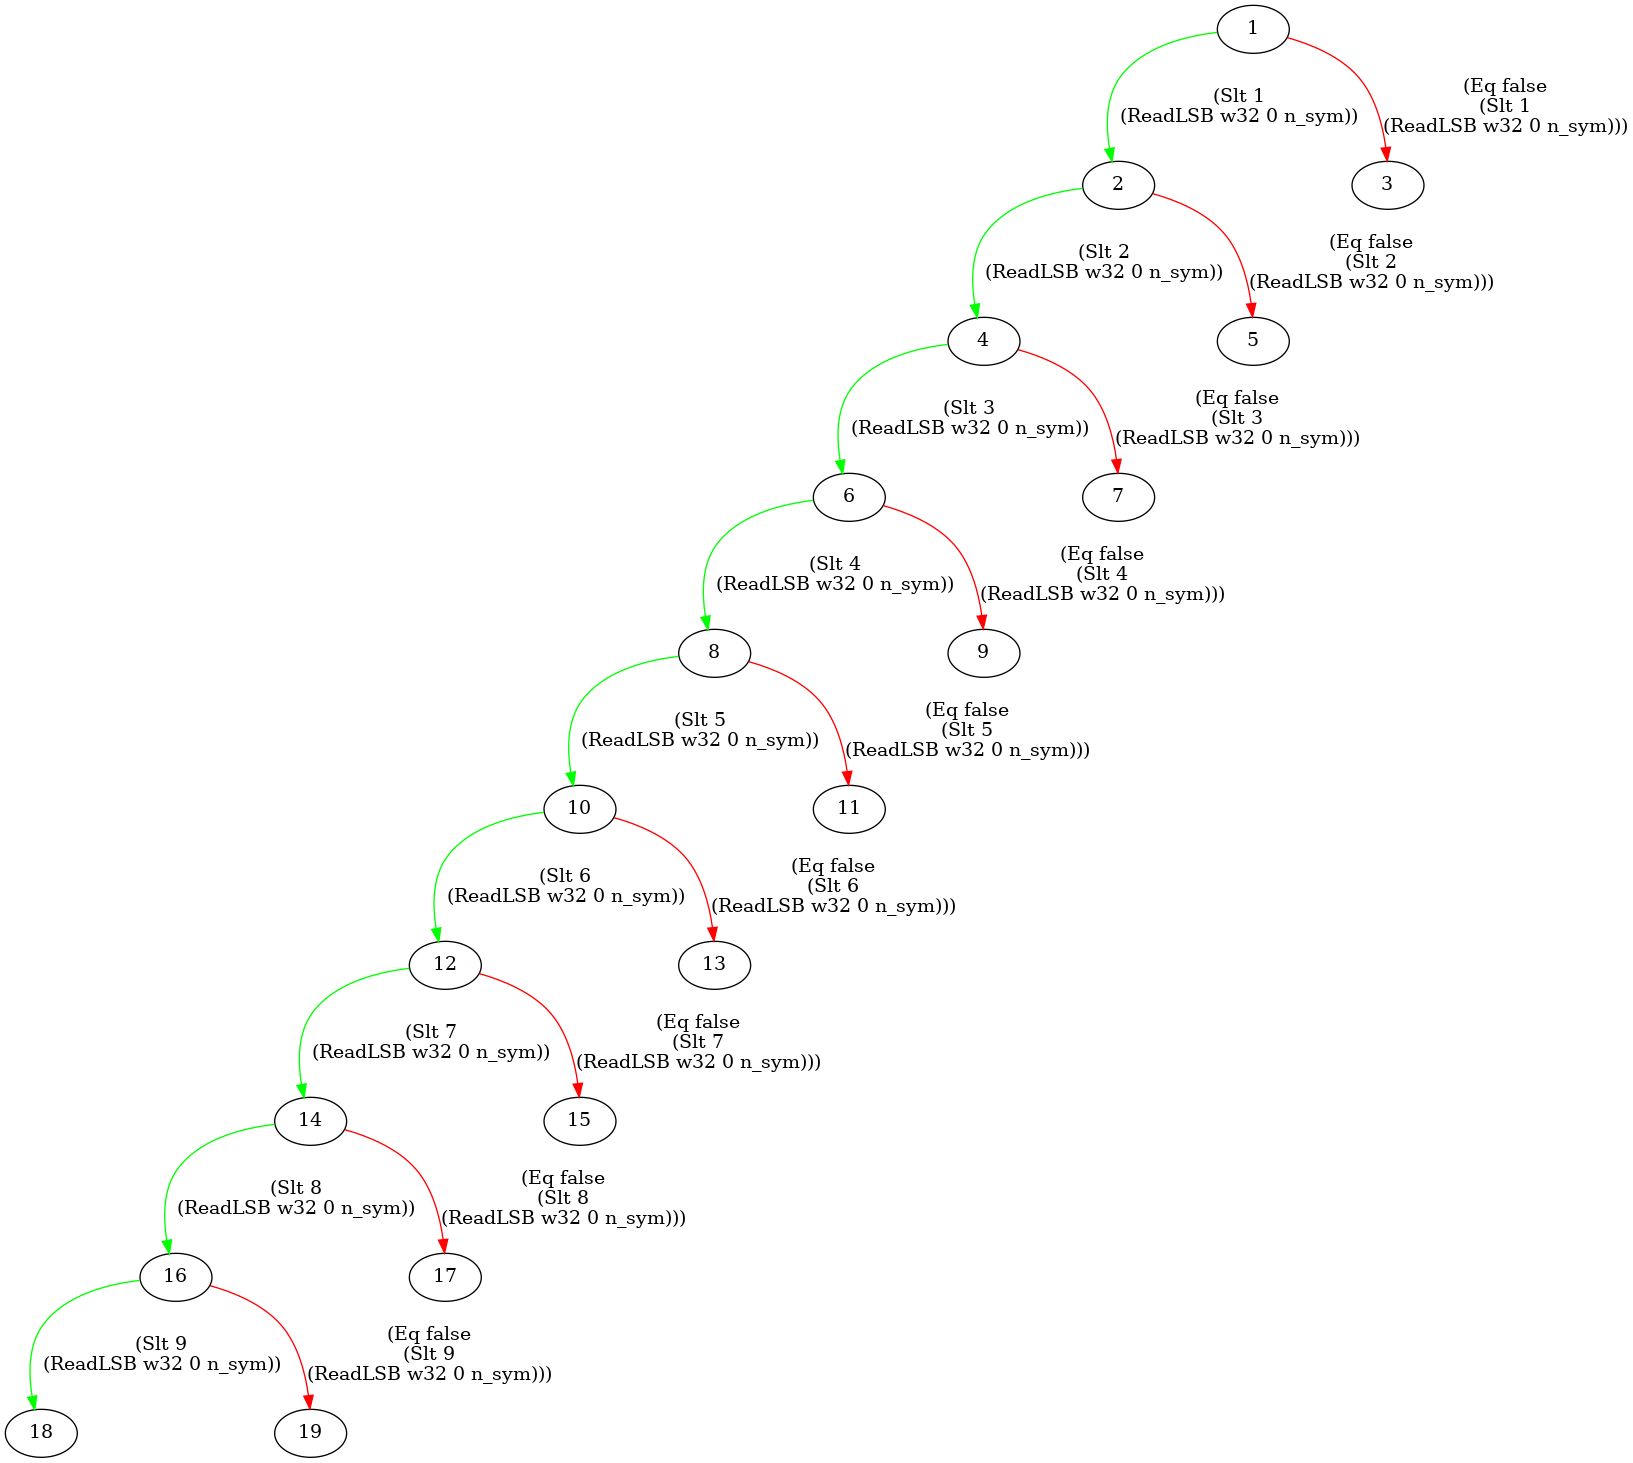 1
(Slt 1
(ReadLSB w32 0 n_sym))
(Eq false
(Slt 1
(ReadLSB w32 0 n_sym)))
2
3
(Slt 2
(ReadLSB w32 0 n_sym))
(Eq false
(Slt 2
(ReadLSB w32 0 n_sym)))
4
5
(Slt 3
(ReadLSB w32 0 n_sym))
(Eq false
(Slt 3
(ReadLSB w32 0 n_sym)))
6
7
(Slt 4
(ReadLSB w32 0 n_sym))
(Eq false
(Slt 4
(ReadLSB w32 0 n_sym)))
8
9
(Slt 5
(ReadLSB w32 0 n_sym))
(Eq false
(Slt 5
(ReadLSB w32 0 n_sym)))
10
11
(Slt 6
(ReadLSB w32 0 n_sym))
(Eq false
(Slt 6
(ReadLSB w32 0 n_sym)))
12
13
(Slt 7
(ReadLSB w32 0 n_sym))
(Eq false
(Slt 7
(ReadLSB w32 0 n_sym)))
14
15
(Slt 8
(ReadLSB w32 0 n_sym))
(Eq false
(Slt 8
(ReadLSB w32 0 n_sym)))
16
17
(Slt 9
(ReadLSB w32 0 n_sym))
(Eq false
(Slt 9
(ReadLSB w32 0 n_sym)))
18
19